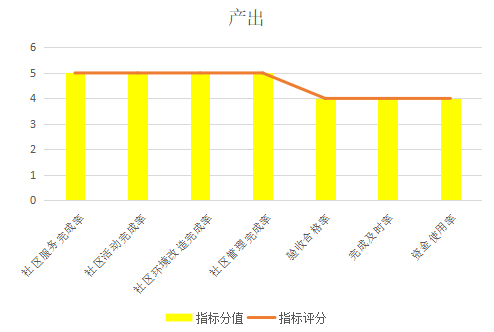 产出
6
5
4
3
2
1
0
社区服务完成率
社区活动完成率
社区环境改造完成率
社区管理完成率
验收合格率
完成及时率
资金使用率
指标分值 指标评分